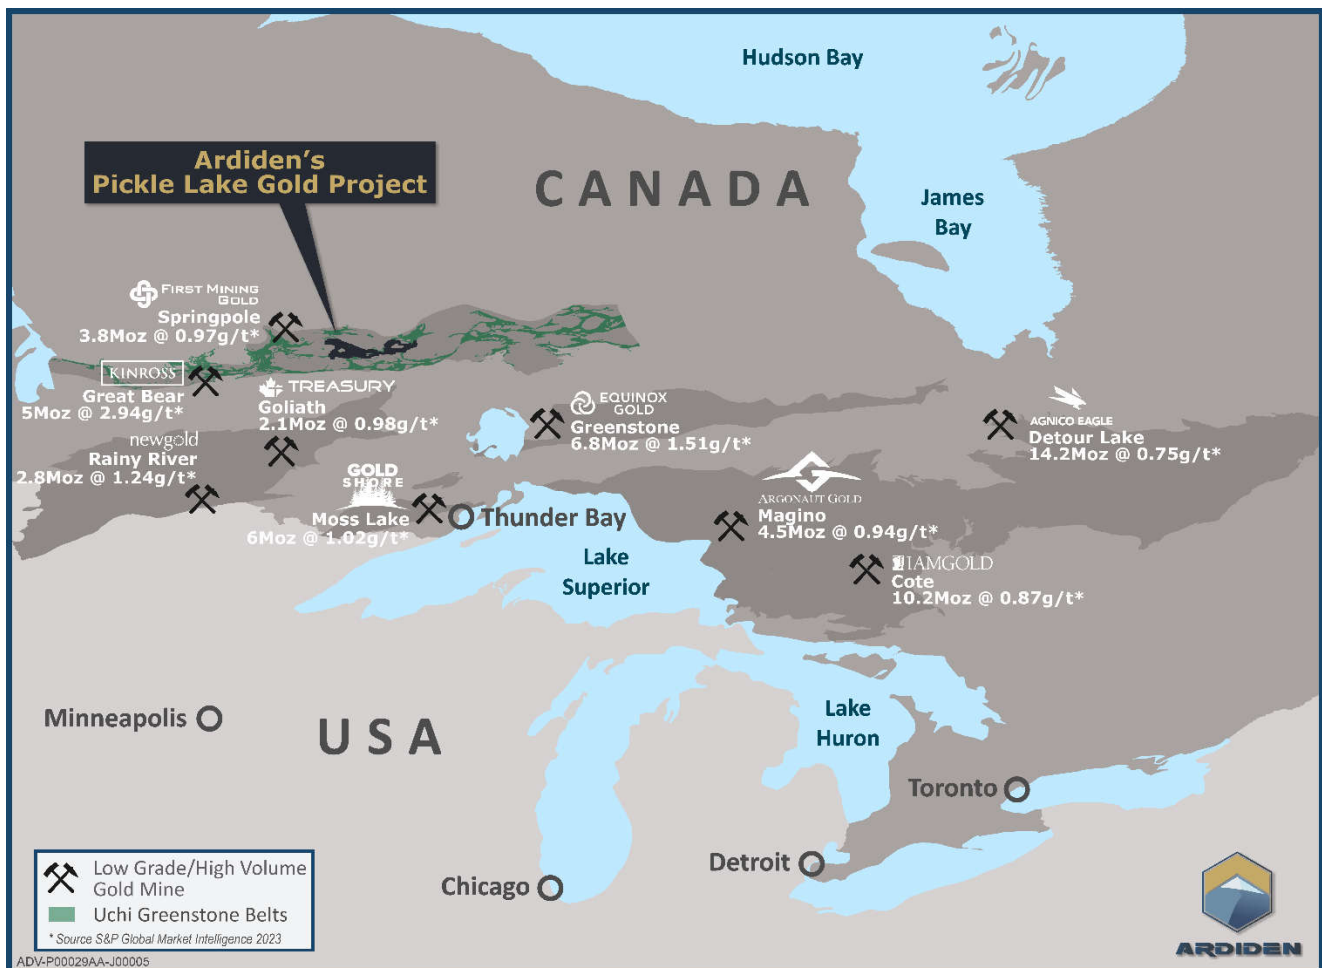 Hudson Bay
Ardiden's
Pickle Lake Gold Project
CANADA
James
Bay
FIRST MINING
GOLD
Springpole
3.8Moz @ 0.97g/t*
KINROSS
Great Bear
5Moz @ 2.94g/t*
TREASURY
Goliath
2.1Moz @ 0.98g/t*
EQUINOX
GOLD
Greenstone
6.8Moz @ 1.51g/t*
AGNICO EAGLE
Detour Lake
14.2Moz @ 0.75g/t*
newgold
Rainy River
2.8Moz @ 1.24g/t*
GOLD
SHORE
Moss Lake
6Moz @ 1.02g/t*
Thunder Bay
ARGONAUT GOLD
Magino
4.5Moz @ 0.94g/t*
Lake
Superior
IAMGOLD
Cote
10.2Moz @ 0.87g/t*
Minneapolis
USA
Lake
Huron
Toronto
Detroit
Chicago
Low Grade/High Volume
Gold Mine
Uchi Greenstone Belts
* Source S&P Global Market Intelligence 2023
ADV-P00029AA-J00005
ARDIDEN